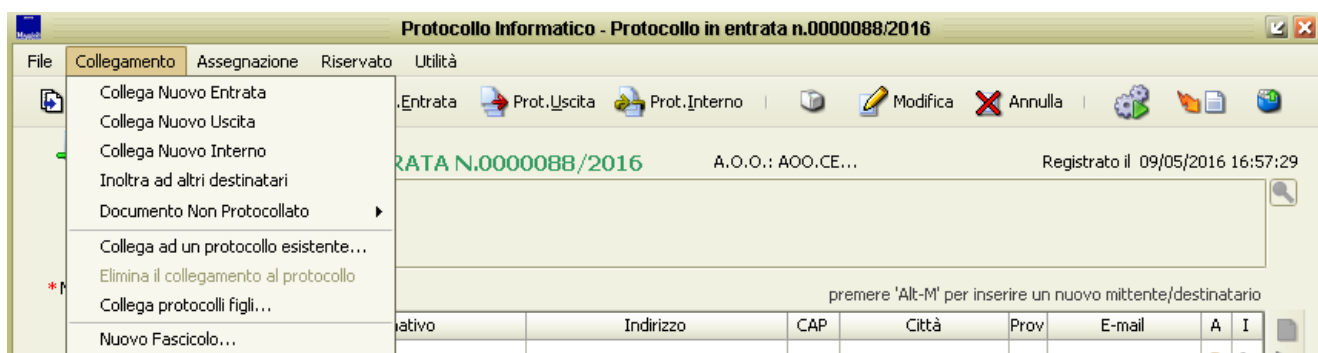 Maggioli
Protocollo Informatico - Protocollo in entrata n.0000088/2016
File Collegamento Assegnazione Riservato Utilità
Collega Nuovo Entrata
.Entrata Prot.Uscita Prot.Interno Modifica Annulla
Collega Nuovo Uscita
Collega Nuovo Interno
RATA N.0000088/2016 A.O.O.: AOO.CE... Registrato il 09/05/2016 16:57:29
Inoltra ad altri destinatari
Documento Non Protocollato
Collega ad un protocollo esistente...
Elimina il collegamento al protocollo
*M
premere 'Alt-M' per inserire un nuovo mittente/destinatario
Collega protocolli figli...
nativo Indirizzo CAP Città Prov E-mail A I
Nuovo Fascicolo...